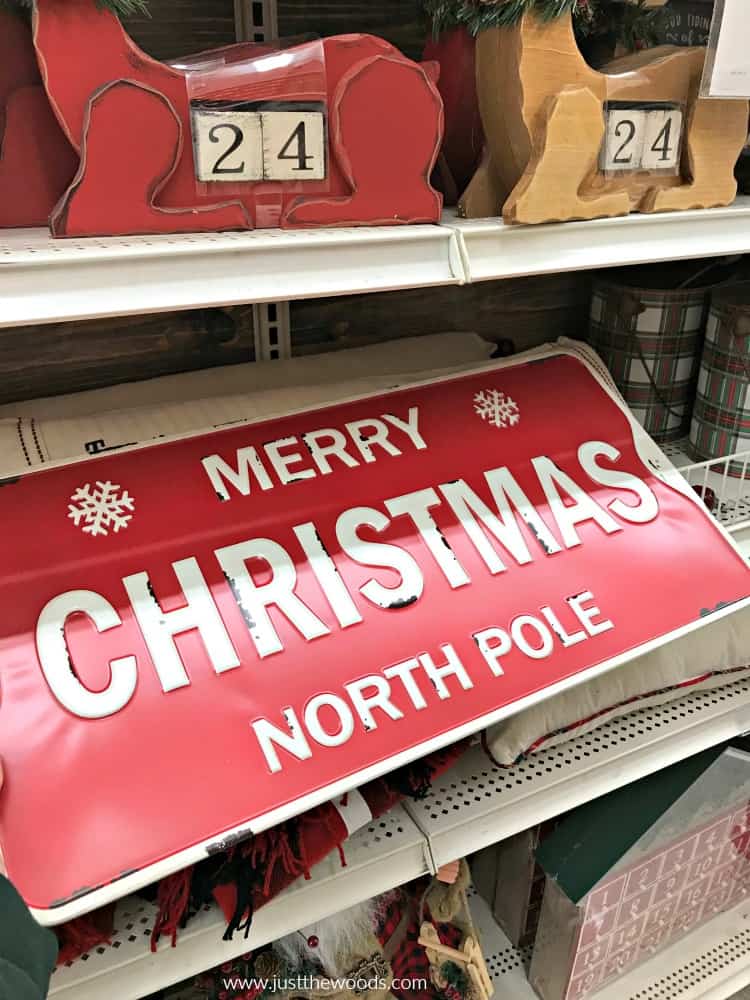 24
24
MERRY
CHRISTMAS
NORTH POLE
www.justthewoods.com